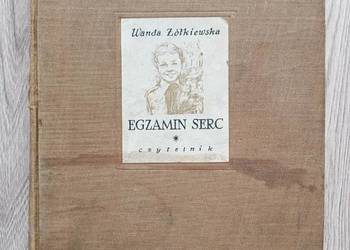 Wanda Żółkiewska
EGZAMIN SERC
czytelnik